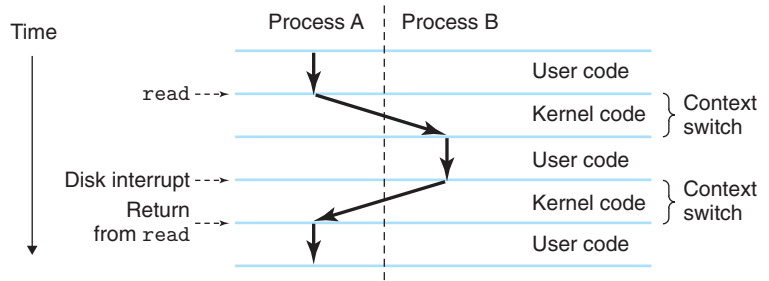 Process A
Process B
Time
User code
read
Kernel code
Context
switch
User code
Disk interrupt
Kernel code
Context
switch
Return
from read
User code